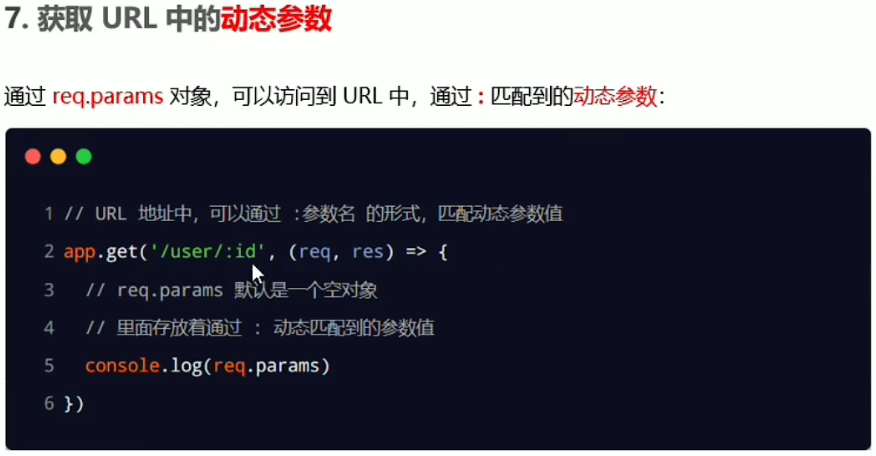 7. 获取 URL 中的动态参数
通过 req.params 对象，可以访问到 URL 中，通过 : 匹配到的动态参数：
1 // URL 地址中，可以通过 :参数名 的形式，匹配动态参数值
2 app.get('/user/:id', (req, res) => {
3 // req.params 默认是一个空对象
4 // 里面存放着通过 : 动态匹配到的参数值
5 console.log(req.params)
6 })